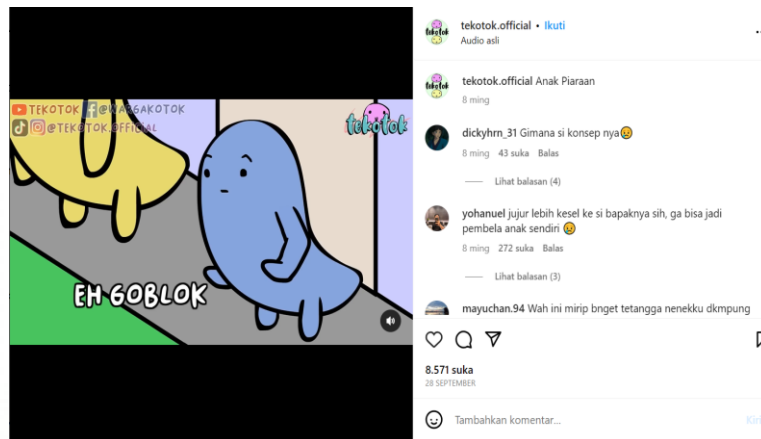 TEKOTOK
@WARGAKOTOK
@TEKOTOK.OFFICIAL
tekotok
EH GOBLOK
tekotok.official • Ikuti
Audio asli
tekotok.official Anak Piaraan
8 ming
dickyhrn_31 Gimana si konsep nya😥
8 ming 43 suka Balas
Lihat balasan (4)
yohanuel jujur lebih kesel ke si bapaknya sih, ga bisa jadi
pembela anak sendiri 😥
8 ming 272 suka Balas
Lihat balasan (3)
mayuchan.94 Wah ini mirip bnget tetangga nenekku dkmpung
8.571 suka
28 SEPTEMBER
Tambahkan komentar...
Kiri